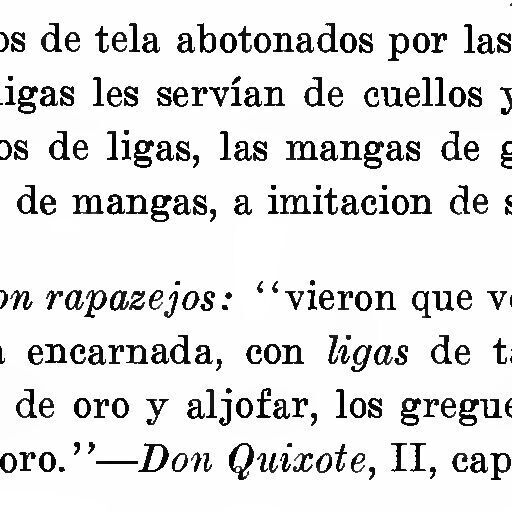 os de tela abotonados por las
igas les servían de cuellos y
os de ligas, las mangas de g
de mangas, a imitacion de s
on rapazejos: “vieron que v
encarnada, con ligas de t
de oro y aljofar, los gregue
oro.”—Don Quixote, II, cap